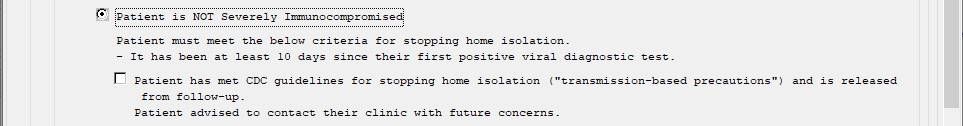 Patient is NOT Severely Immunocompromised
Patient must meet the below criteria for stopping home isolation.
- It has been at least 10 days since their first positive viral diagnostic test.
Patient has met CDC guidelines for stopping home isolation ("transmission-based precautions") and is released
from follow-up.
Patient advised to contact their clinic with future concerns.